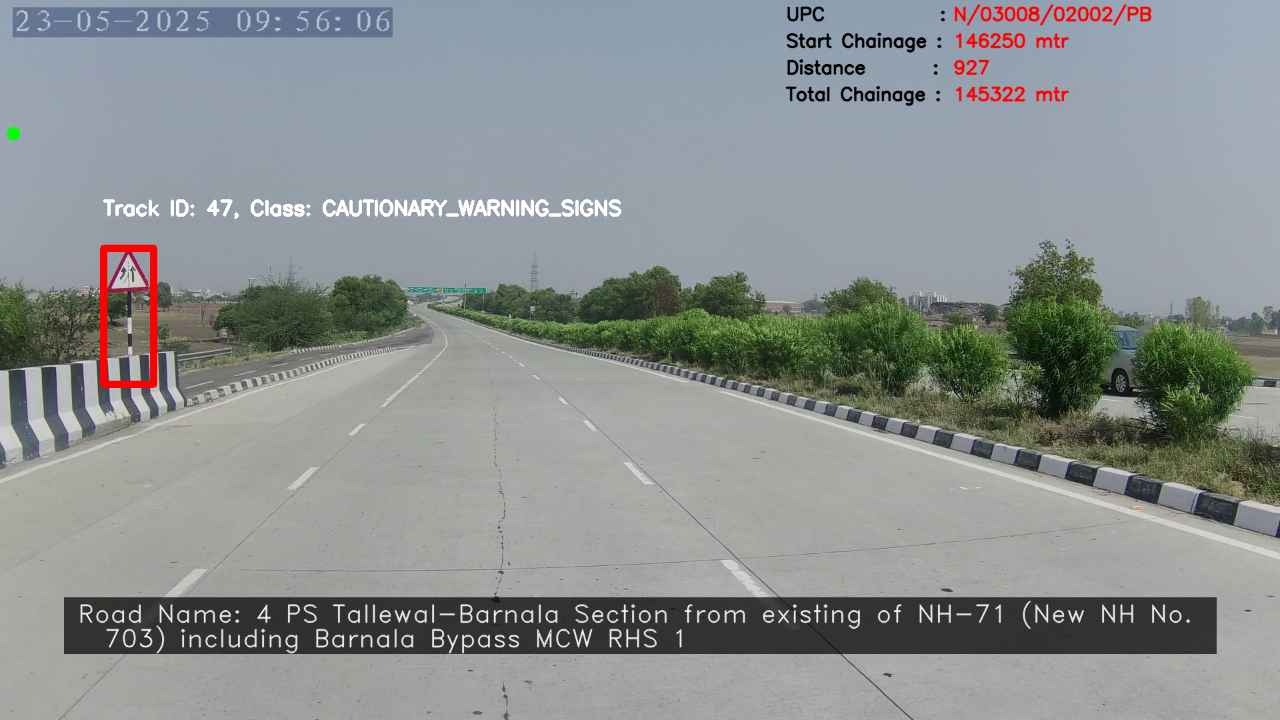 23-05-2025 09:56:06
UPC : N/03008/02002/PB
Start Chainage : 146250 mtr
Distance : 927
Total Chainage : 145322 mtr
Track ID: 47, Class: CAUTIONARY_WARNING_SIGNS
Road Name: 4 PS Tallewal-Barnala Section from existing of NH-71 (New NH No.
703) including Barnala Bypass MCW RHS 1